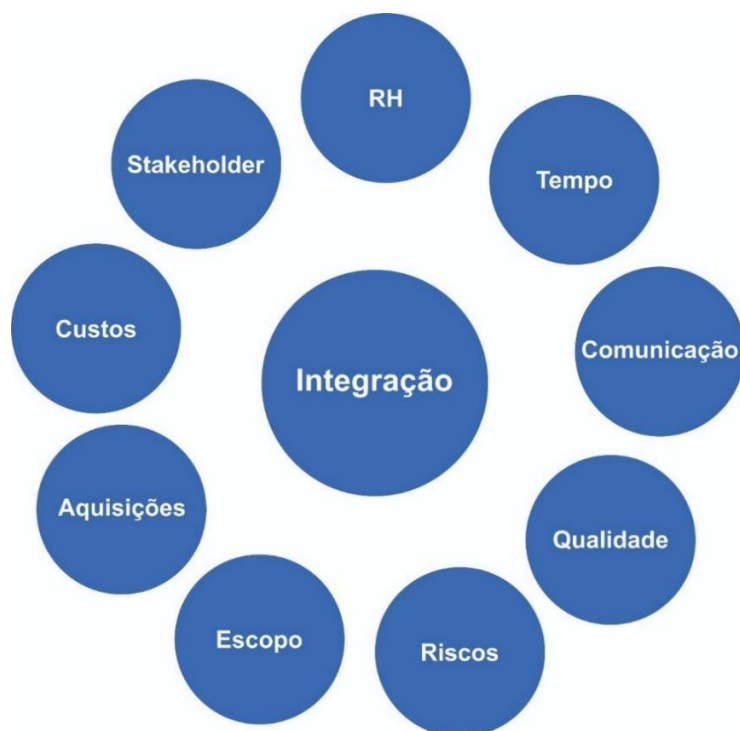 RH
Stakeholder
Tempo
Custos
Comunicação
Integração
Aquisições
Qualidade
Escopo
Riscos